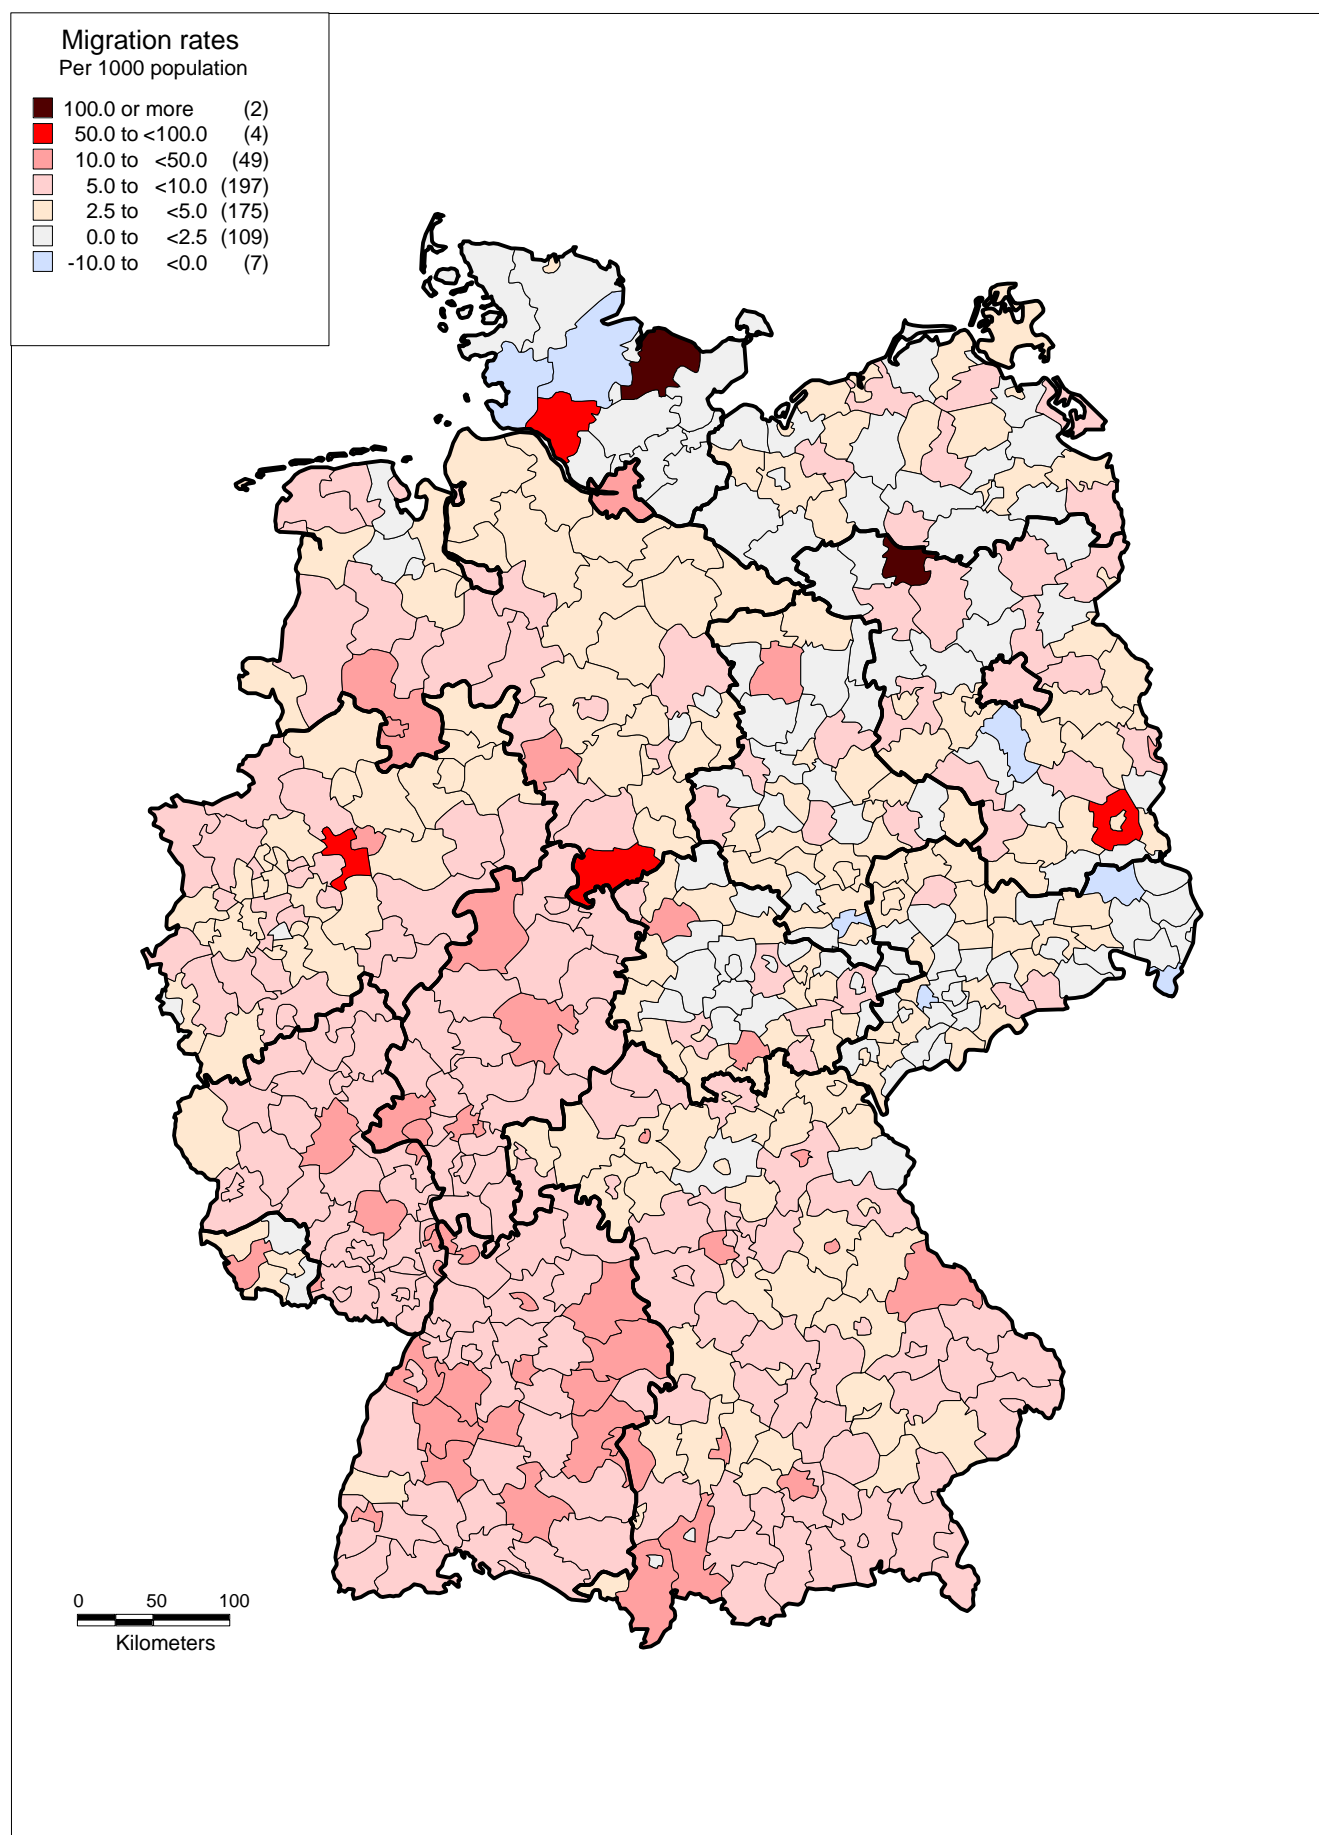 Migration rates
Per 1000 population
100.0 or more (2)
50.0 to <100.0 (4)
10.0 to <50.0 (49)
5.0 to <10.0 (197)
2.5 to <5.0 (175)
0.0 to <2.5 (109)
-10.0 to <0.0 (7)
0 50 100
Kilometers